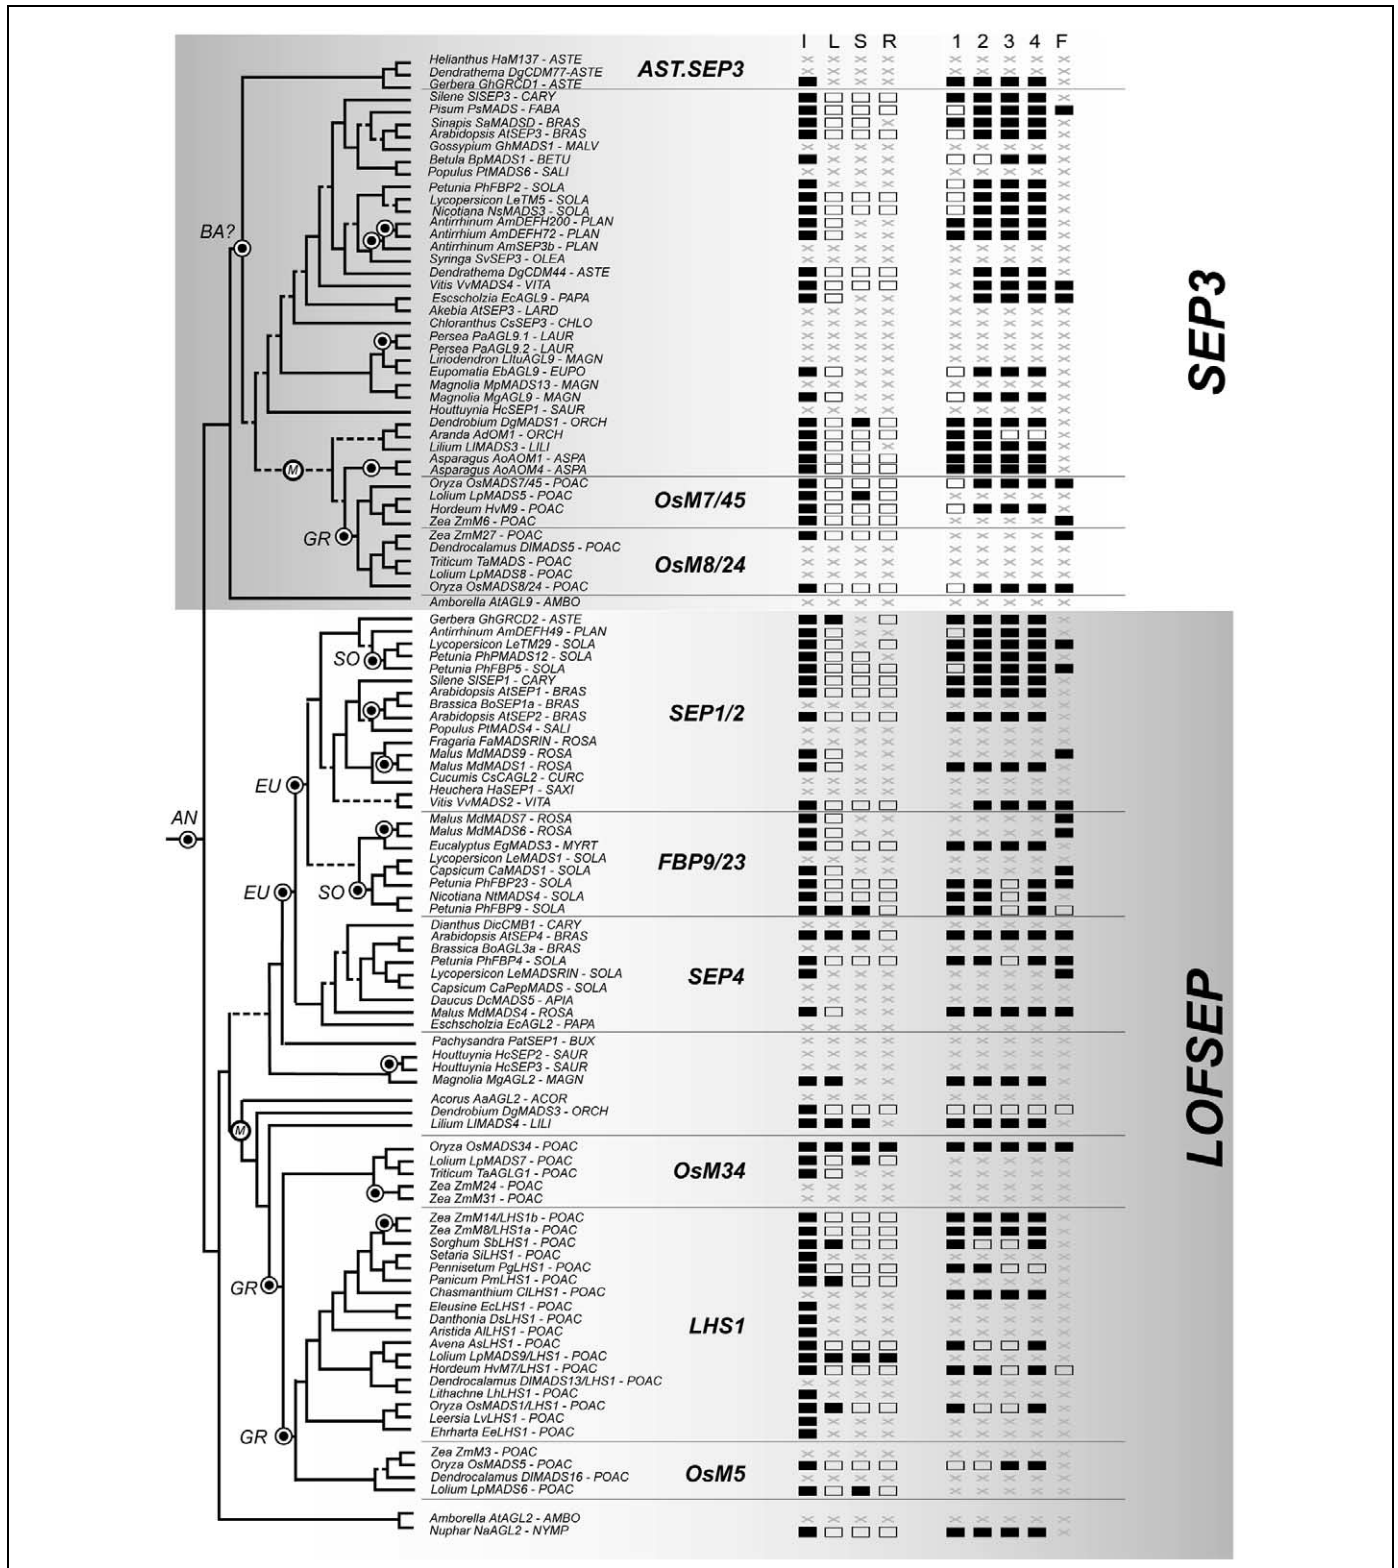 I L S R 1 2 3 4 F
Helianthus HaM137 - ASTE
Dendrathema DgCDM77-ASTE
AST.SEP3
Gerbera GhGRCD1 - ASTE
Silene SlSEP3 - CARY
Pisum PsMADS - FABA
Sinapis SaMADSD - BRAS
Arabidopsis AtSEP3 - BRAS
Gossypium GhMADS1 - MALV
Betula BpMADS1 - BETU
Populus PtMADS6 - SALI
Petunia PhFBP2 - SOLA
Lycopersicon LeTM5 - SOLA
Nicotiana NsMADS3 - SOLA
Antirrhinum AmDEFH200 - PLAN
Antirrhium AmDEFH72 - PLAN
BA?
Antirrhinum AmSEP3b - PLAN
Syringa SvSEP3 - OLEA
Dendrathema DgCDM44 - ASTE
Vitis VvMADS4 - VITA
Escscholzia EcAGL9 - PAPA
Akebia AtSEP3 - LARD
SEP3
Chloranthus CsSEP3 - CHLO
Persea PaAGL9.1 - LAUR
Persea PaAGL9.2 - LAUR
Liriodendron LltuAGL9 - MAGN
Eupomatia EbAGL9 - EUPO
Magnolia MpMADS13 - MAGN
Magnolia MgAGL9 - MAGN
Houttuynia HcSEP1 - SAUR
Dendrobium DgMADS1 - ORCH
Aranda AdOM1 - ORCH
Lilium LlMADS3 - LILI
Asparagus AoAOM1 - ASPA
M
Asparagus AoAOM4 - ASPA
Oryza OsMADS7/45 - POAC
Lolium LpMADS5 - POAC
OsM7/45
Hordeum HvM9 - POAC
Zea ZmM6 - POAC
GR
Zea ZmM27 - POAC
Dendrocalamus DlMADS5 - POAC
Triticum TaMADS - POAC
OsM8/24
Lolium LpMADS8 - POAC
Oryza OsMADS8/24 - POAC
Amborella AtAGL9 - AMBO
Gerbera GhGRCD2 - ASTE
Antirrhinum AmDEFH49 - PLAN
Lycopersicon LeTM29 - SOLA
SO
Petunia PhPMADS12 - SOLA
Petunia PhFBP5 - SOLA
Silene SlSEP1 - CARY
Arabidopsis AtSEP1 - BRAS
Brassica BoSEP1a - BRAS
SEP1/2
Arabidopsis AtSEP2 - BRAS
Populus PtMADS4 - SALI
Fragaria FaMADSRIN - ROSA
Malus MdMADS9 - ROSA
Malus MdMADS1 - ROSA
Cucumis CsCAGL2 - CURC
EU
Heuchera HaSEP1 - SAXI
Vitis VvMADS2 - VITA
AN
Malus MdMADS7 - ROSA
Malus MdMADS6 - ROSA
Eucalyptus EgMADS3 - MYRT
Lycopersicon LeMADS1 - SOLA
FBP9/23
Capsicum CaMADS1 - SOLA
Petunia PhFBP23 - SOLA
EU
SO
Nicotiana NtMADS4 - SOLA
Petunia PhFBP9 - SOLA
Dianthus DicCMB1 - CARY
Arabidopsis AtSEP4 - BRAS
Brassica BoAGL3a - BRAS
Petunia PhFBP4 - SOLA
Lycopersicon LeMADSRIN - SOLA
SEP4
Capsicum CaPepMADS - SOLA
Daucus DcMADS5 - APIA
Malus MdMADS4 - ROSA
Eschscholzia EcAGL2 - PAPA
Pachysandra PatSEP1 - BUX
Houttuynia HcSEP2 - SAUR
Houttuynia HcSEP3 - SAUR
LOFSEP
Magnolia MgAGL2 - MAGN
Acorus AaAGL2 - ACOR
Dendrobium DgMADS3 - ORCH
Lilium LlMADS4 - LILI
M
Oryza OsMADS34 - POAC
Lolium LpMADS7 - POAC
Triticum TaAGLG1 - POAC
OsM34
Zea ZmM24 - POAC
Zea ZmM31 - POAC
Zea ZmM14/LHS1b - POAC
Zea ZmM8/LHS1a - POAC
Sorghum SbLHS1 - POAC
Setaria SiLHS1 - POAC
Pennisetum PgLHS1 - POAC
Panicum PmLHS1 - POAC
GR
Chasmanthium ClLHS1 - POAC
Eleusine EcLHS1 - POAC
Danthonia DsLHS1 - POAC
LHS1
Aristida AlLHS1 - POAC
Avena AsLHS1 - POAC
Lolium LpMADS9/LHS1 - POAC
Hordeum HvM7/LHS1 - POAC
Dendrocalamus DlMADS13/LHS1 - POAC
Lithachne LhLHS1 - POAC
Oryza OsMADS1/LHS1 - POAC
Leersia LvLHS1 - POAC
Ehrharta EeLHS1 - POAC
GR
Zea ZmM3 - POAC
Oryza OsMADS5 - POAC
OsM5
Dendrocalamus DlMADS16 - POAC
Lolium LpMADS6 - POAC
Amborella AtAGL2 - AMBO
Nuphar NaAGL2 - NYMP